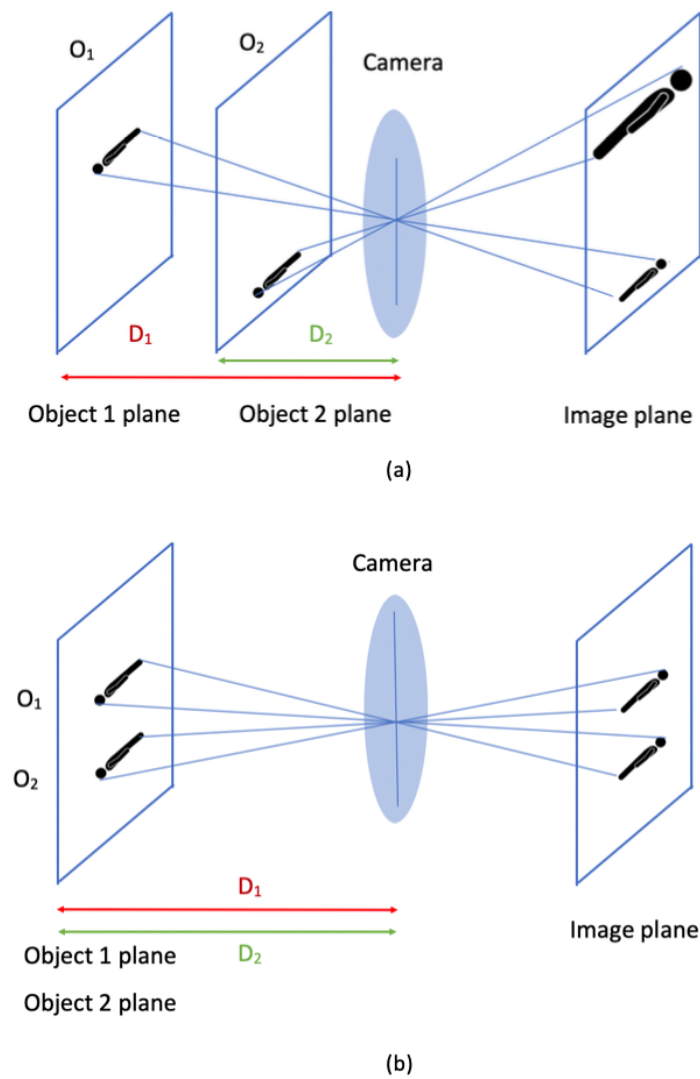 O₁
O₂
Camera
D₁
D₂
Object 1 plane
Object 2 plane
Image plane
(a)
Camera
O₁
O₂
D₁
Image plane
Object 1 plane
D₂
Object 2 plane
(b)